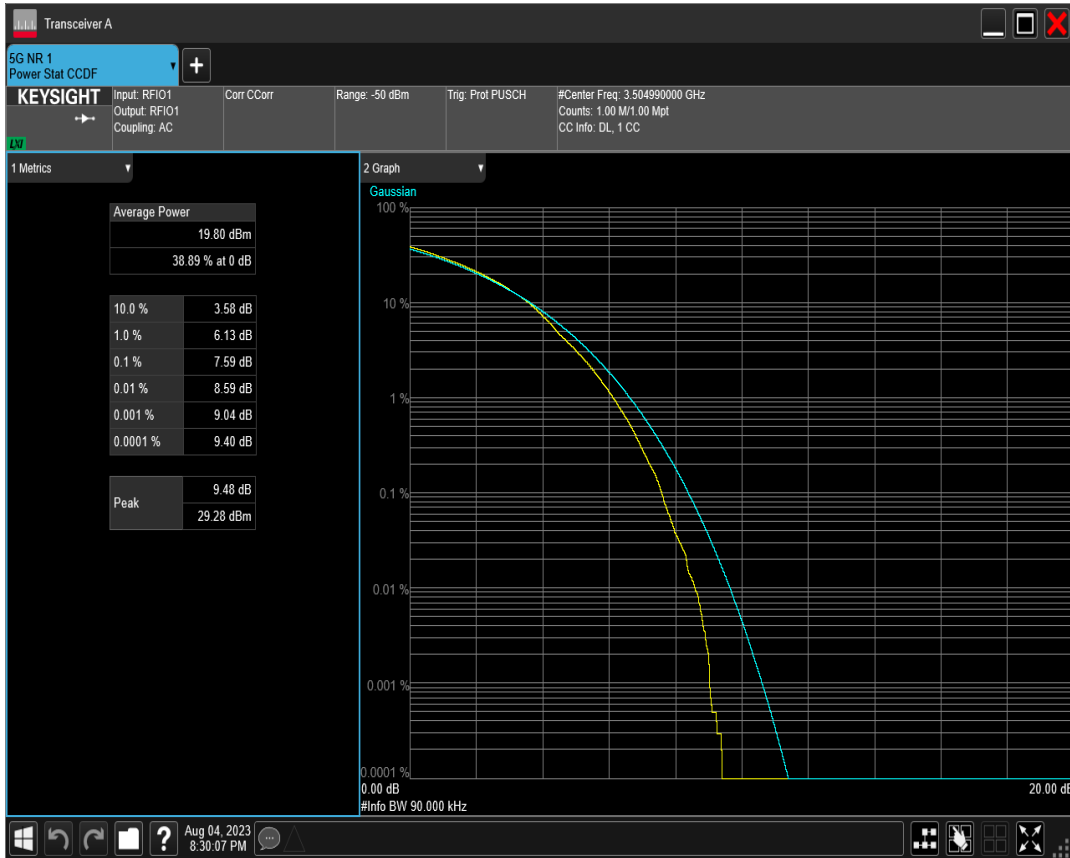 Transceiver A
5G NR 1
Power Stat CCDF
KEYSIGHT
LXI
Input: RFIO1
Output: RFIO1
Coupling: AC
Corr CCorr
Range: -50 dBm
Trig: Prot PUSCH
#Center Freq: 3.504990000 GHz
Counts: 1.00 M/1.00 Mpt
CC Info: DL, 1 CC
1 Metrics
Average Power
19.80 dBm
38.89 % at 0 dB
10.0 % 3.58 dB
1.0 % 6.13 dB
0.1 % 7.59 dB
0.01 % 8.59 dB
0.001 % 9.04 dB
0.0001 % 9.40 dB
Peak
9.48 dB
29.28 dBm
2 Graph
Gaussian
100 %
10 %
1 %
0.1 %
0.01 %
0.001 %
0.0001 %
0.00 dB
20.00 dB
#Info BW 90.000 kHz
?
Aug 04, 2023
8:30:07 PM